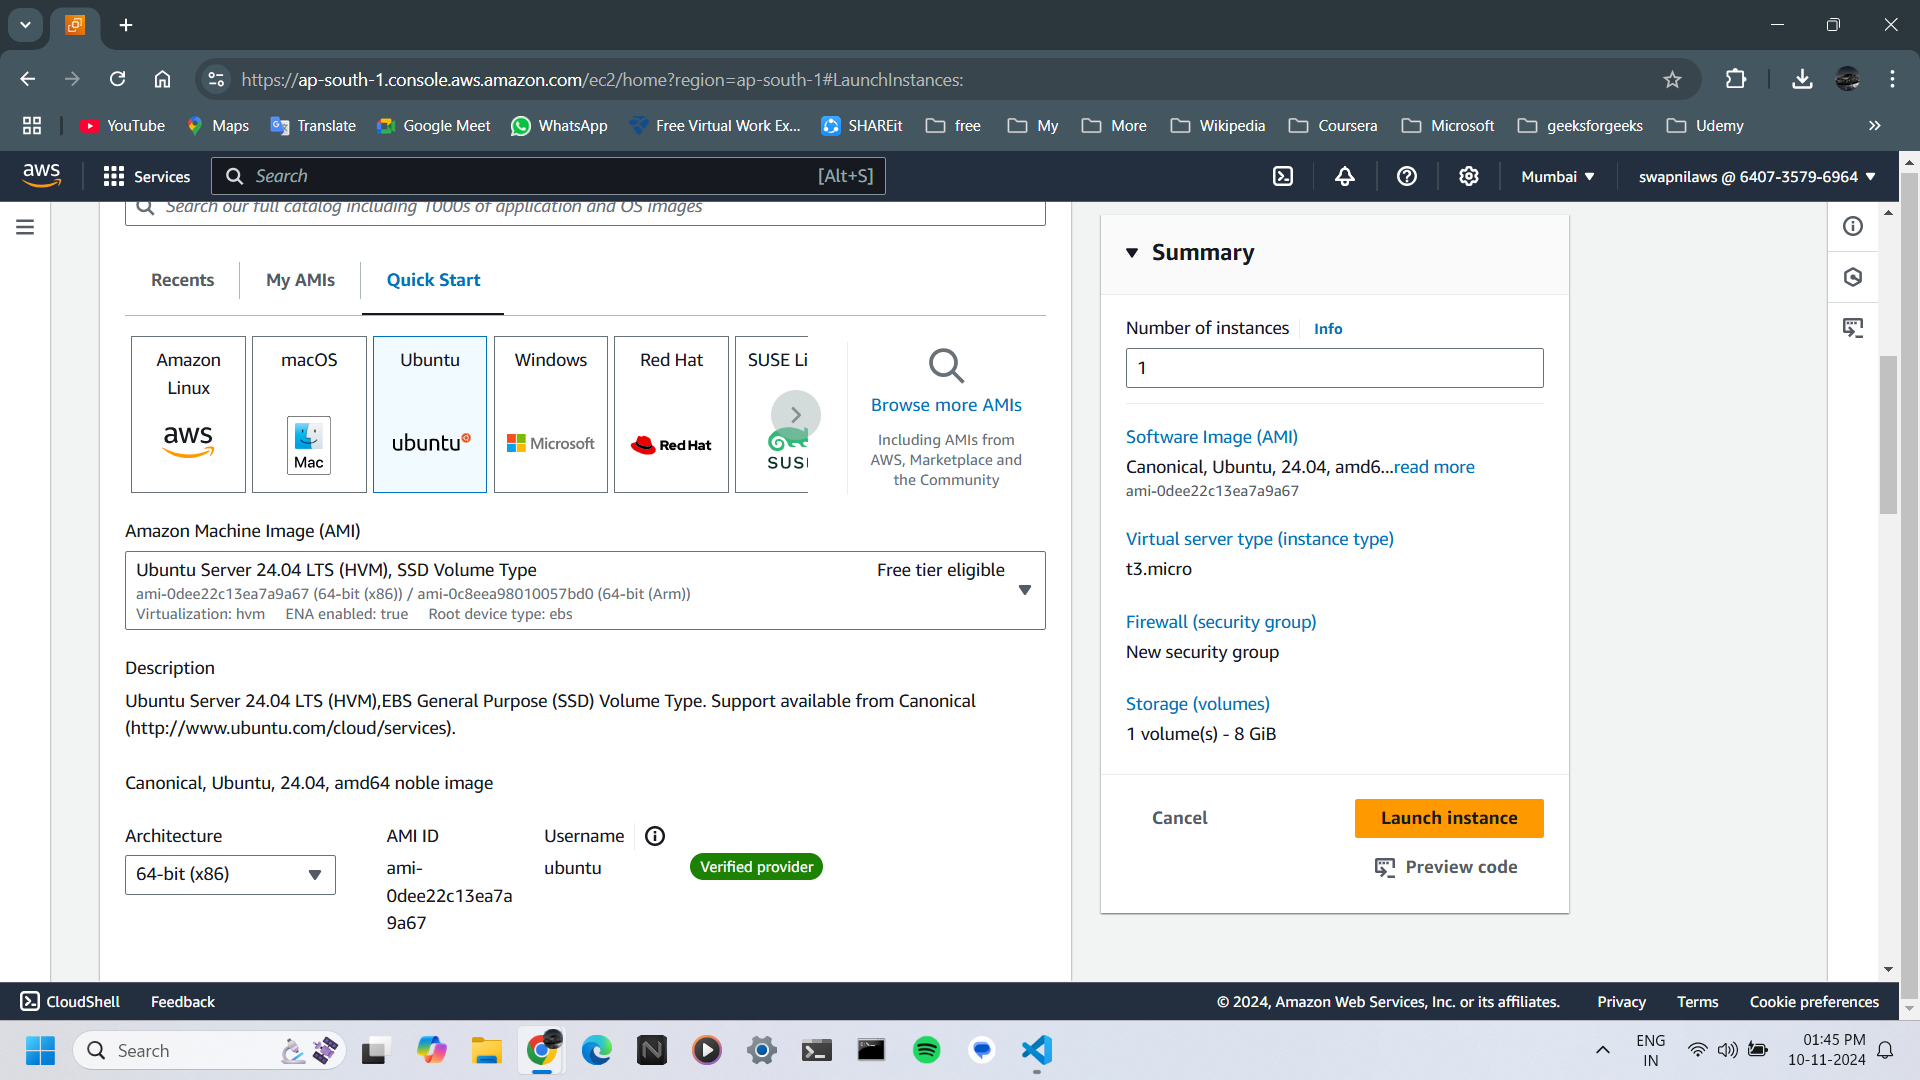 https://ap-south-1.console.aws.amazon.com/ec2/home?region=ap-south-1#LaunchInstances:
YouTube Maps Translate Google Meet WhatsApp Free Virtual Work Ex... SHAREit free My More Wikipedia Coursera Microsoft geeksforgeeks Udemy »
aws Services Search [Alt+S] Mumbai swapnilaws @ 6407-3579-6964
Search our full catalog including 1000s of application and OS images
Recents My AMIs Quick Start
Amazon Linux
aws
macOS
Mac
Ubuntu
ubuntu
Windows
Microsoft
Red Hat
Red Hat
SUSE Li
SUS
Browse more AMIs
Including AMIs from
AWS, Marketplace and
the Community
Amazon Machine Image (AMI)
Ubuntu Server 24.04 LTS (HVM), SSD Volume Type Free tier eligible
ami-0dee22c13ea7a9a67 (64-bit (x86)) / ami-0c8eea98010057bd0 (64-bit (Arm))
Virtualization: hvm ENA enabled: true Root device type: ebs
Description
Ubuntu Server 24.04 LTS (HVM),EBS General Purpose (SSD) Volume Type. Support available from Canonical
(http://www.ubuntu.com/cloud/services).
Canonical, Ubuntu, 24.04, amd64 noble image
Architecture
64-bit (x86)
AMI ID
ami-
0dee22c13ea7a
9a67
Username
ubuntu
Verified provider
Summary
Number of instances Info
1
Software Image (AMI)
Canonical, Ubuntu, 24.04, amd6...read more
ami-0dee22c13ea7a9a67
Virtual server type (instance type)
t3.micro
Firewall (security group)
New security group
Storage (volumes)
1 volume(s) - 8 GiB
Cancel Launch instance
Preview code
CloudShell Feedback © 2024, Amazon Web Services, Inc. or its affiliates. Privacy Terms Cookie preferences
Search
ENG
IN
01:45 PM
10-11-2024